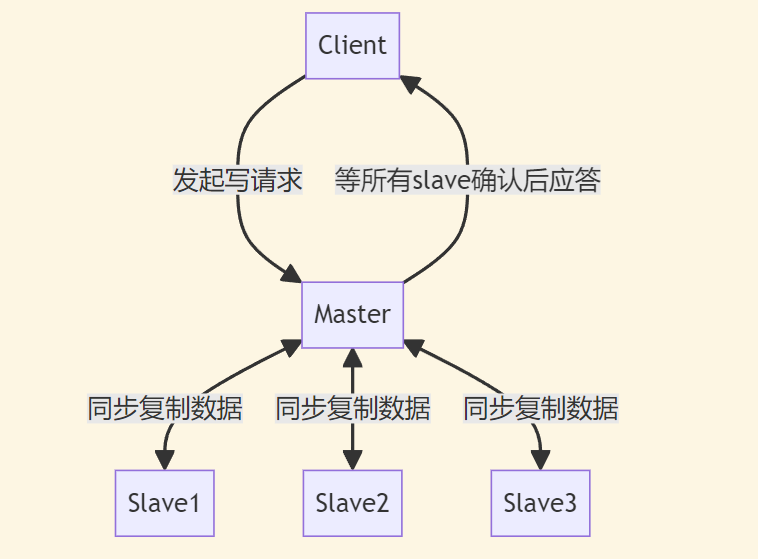 Client
发起写请求
等所有slave确认后应答
Master
同步复制数据
同步复制数据
同步复制数据
Slave1
Slave2
Slave3